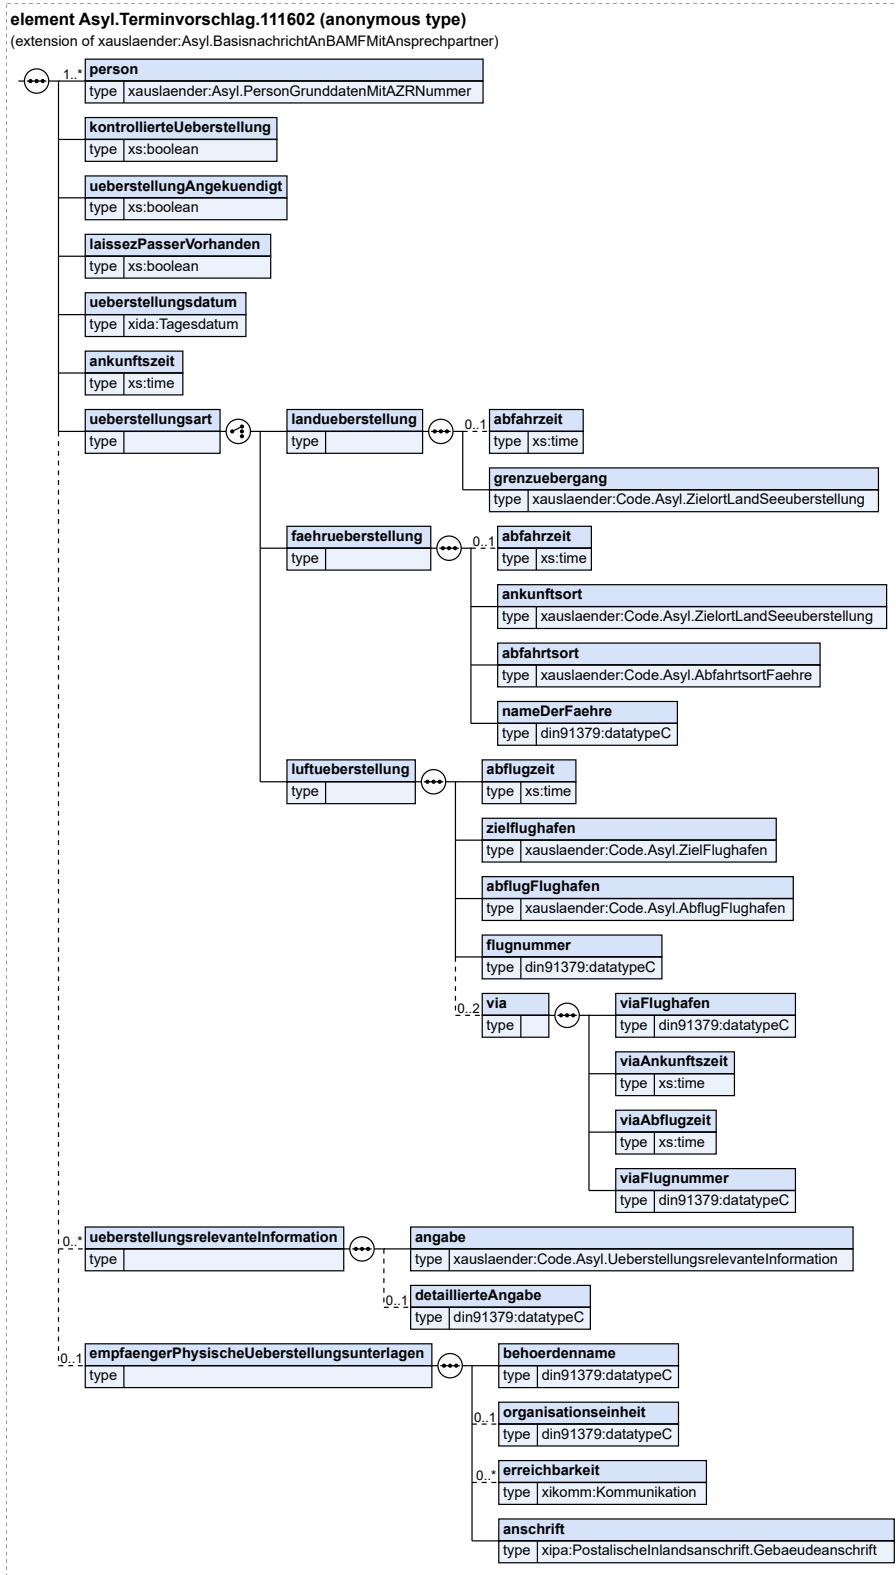 element Asyl.Terminvorschlag.111602 (anonymous type)
(extension of xauslaender:Asyl.BasisnachrichtAnBAMFMitAnsprechpartner)
1..* person
type xauslaender:Asyl.PersonGrunddatenMitAZRNummer
kontrollierteUeberstellung
type xs:boolean
ueberstellungAngekuendigt
type xs:boolean
laissezPasserVorhanden
type xs:boolean
ueberstellungsdatum
type xida:Tagesdatum
ankunftszeit
type xs:time
ueberstellungsart
type
landueberstellung
type
0..1 abfahrzeit
type xs:time
grenzuebergang
type xauslaender:Code.Asyl.ZielortLandSeeuberstellung
faehrueberstellung
type
0..1 abfahrzeit
type xs:time
ankunftsort
type xauslaender:Code.Asyl.ZielortLandSeeuberstellung
abfahrtsort
type xauslaender:Code.Asyl.AbfahrtsortFaehre
nameDerFaehre
type din91379:datatypeC
luftueberstellung
type
abflugzeit
type xs:time
zielflughafen
type xauslaender:Code.Asyl.ZielFlughafen
abflugFlughafen
type xauslaender:Code.Asyl.AbflugFlughafen
flugnummer
type din91379:datatypeC
0..2 via
type
viaFlughafen
type din91379:datatypeC
viaAnkunftszeit
type xs:time
viaAbflugzeit
type xs:time
viaFlugnummer
type din91379:datatypeC
0..* ueberstellungsrelevanteInformation
type
angabe
type xauslaender:Code.Asyl.UeberstellungsrelevanteInformation
0..1 detaillierteAngabe
type din91379:datatypeC
0..1 empfaengerPhysischeUeberstellungsunterlagen
type
behoerdenname
type din91379:datatypeC
0..1 organisationseinheit
type din91379:datatypeC
0..* erreichbarkeit
type xikomm:Kommunikation
anschrift
type xipa:PostalischeInlandsanschrift.Gebaeudeanschrift